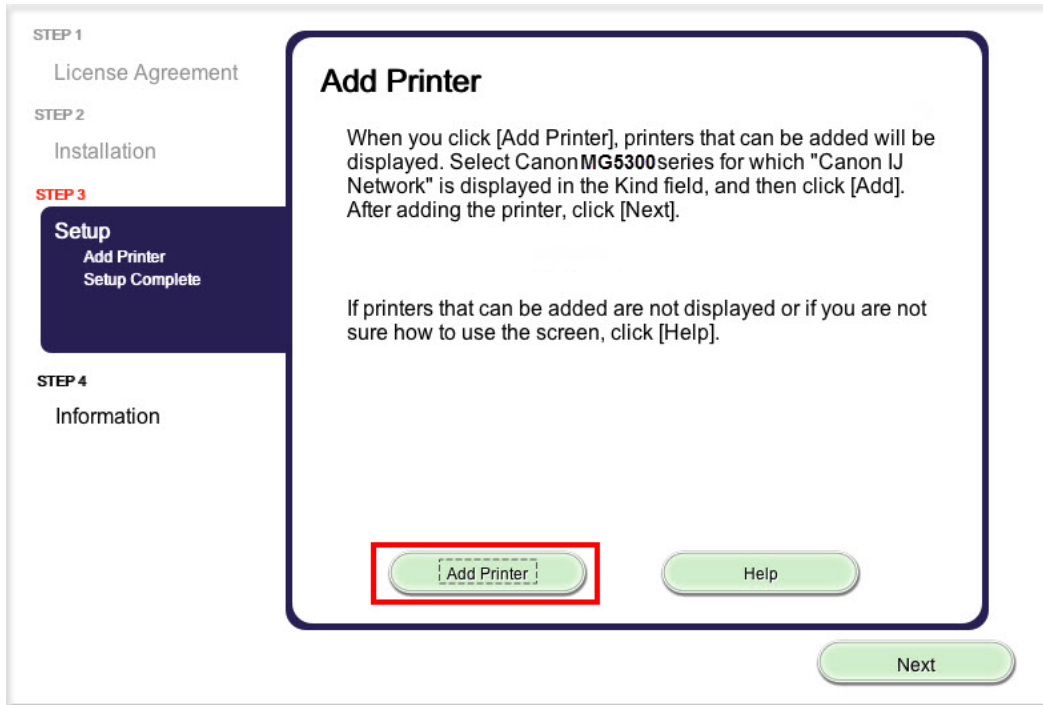 STEP 1
License Agreement
STEP 2
Installation
STEP 3
Setup
Add Printer
Setup Complete
STEP 4
Information
Add Printer
When you click [Add Printer], printers that can be added will be
displayed. Select Canon MG5300 series for which "Canon IJ
Network" is displayed in the Kind field, and then click [Add].
After adding the printer, click [Next].
If printers that can be added are not displayed or if you are not
sure how to use the screen, click [Help].
Add Printer
Help
Next